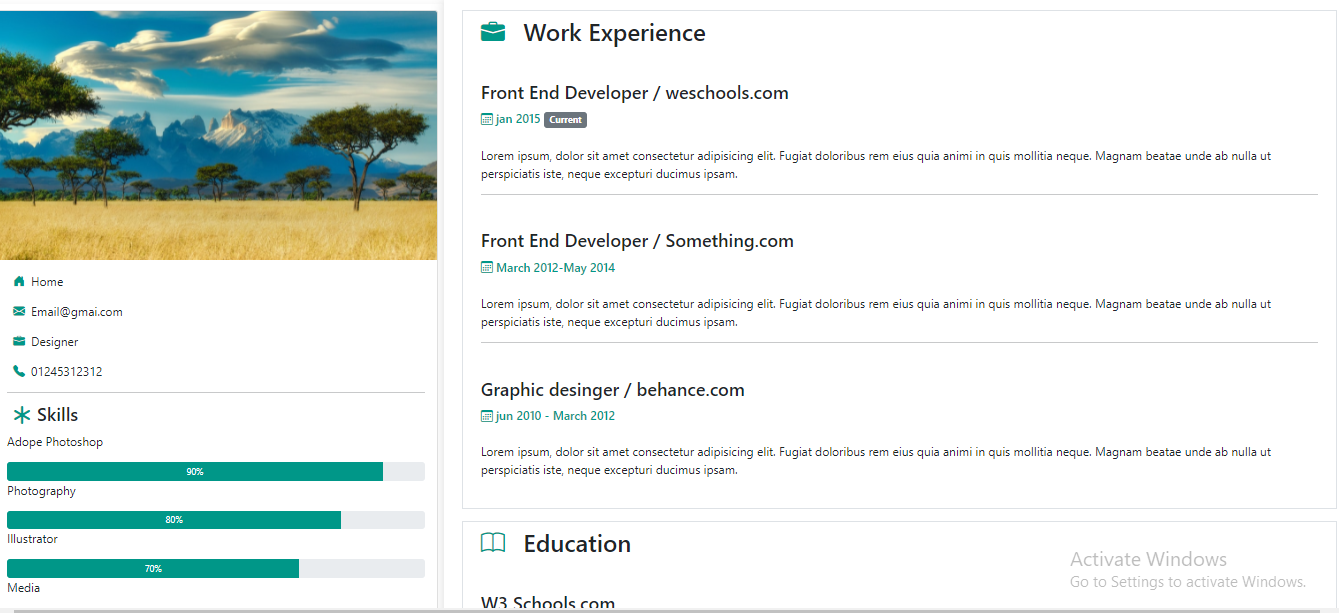 Home
Email@gmai.com
Designer
01245312312
Skills
Adope Photoshop
90%
Photography
80%
Illustrator
70%
Media
Work Experience
Front End Developer / weschools.com
jan 2015 Current
Lorem ipsum, dolor sit amet consectetur adipisicing elit. Fugiat doloribus rem eius quia animi in quis mollitia neque. Magnam beatae unde ab nulla ut
perspiciatis iste, neque excepturi ducimus ipsam.
Front End Developer / Something.com
March 2012-May 2014
Lorem ipsum, dolor sit amet consectetur adipisicing elit. Fugiat doloribus rem eius quia animi in quis mollitia neque. Magnam beatae unde ab nulla ut
perspiciatis iste, neque excepturi ducimus ipsam.
Graphic desinger / behance.com
jun 2010 - March 2012
Lorem ipsum, dolor sit amet consectetur adipisicing elit. Fugiat doloribus rem eius quia animi in quis mollitia neque. Magnam beatae unde ab nulla ut
perspiciatis iste, neque excepturi ducimus ipsam.
Education
W3 Schools.com
Activate Windows
Go to Settings to activate Windows.